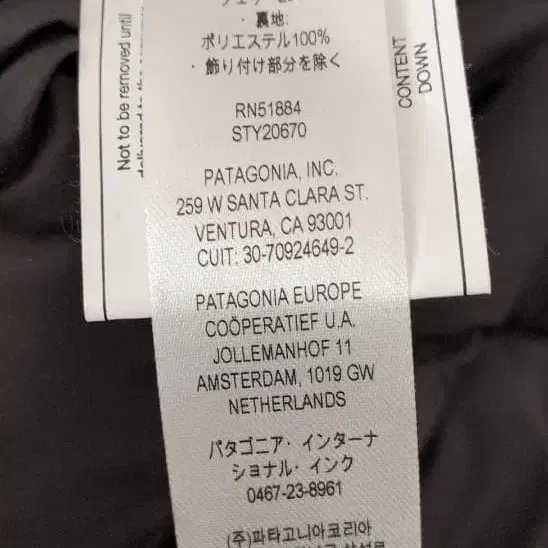 ・裏地:
ポリエステル100%
・飾り付け部分を除く
RN51884
STY20670
PATAGONIA, INC.
259 W SANTA CLARA ST.
VENTURA, CA 93001
CUIT: 30-70924649-2
PATAGONIA EUROPE
COÖPERATIEF U.A.
JOLLEMANHOF 11
AMSTERDAM, 1019 GW
NETHERLANDS
パタゴニア・インターナ
ショナル・インク
0467-23-8961
(주)파타고니아코리아
Not to be removed until
CONTENT
DOWN